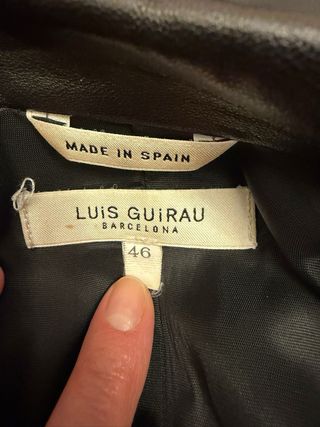 MADE IN SPAIN
LUiS GUiRAU
BARCELONA
46